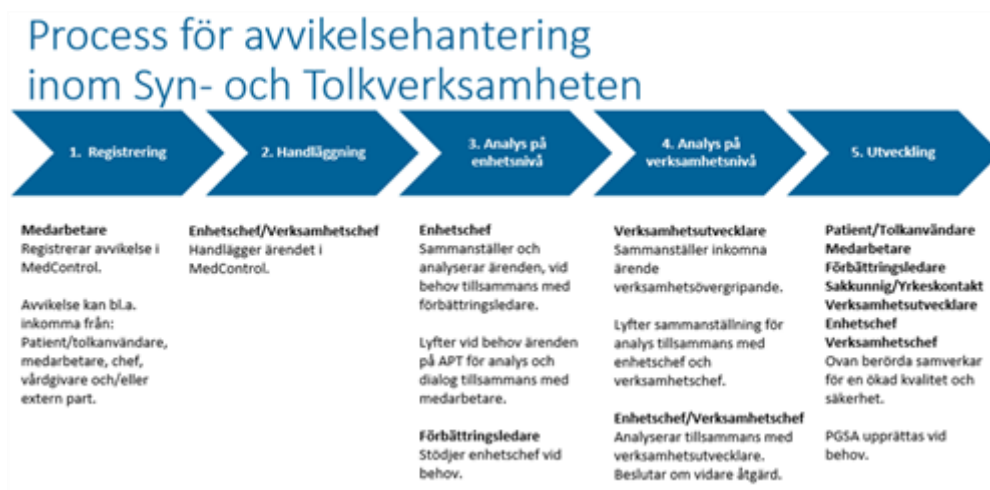 Process för avvikelsehantering
inom Syn- och Tolkverksamheten
1. Registrering
2. Handläggning
3. Analys på
enhetsnivå
4. Analys på
verksamhetsnivå
5. Utveckling
Medarbetare
Registrerar avvikelse i
MedControl.
Avvikelse kan bl.a.
inkomma från:
Patient/tolkanvändare,
medarbetare, chef,
vårdgivare och/eller
extern part.
Enhetschef/Verksamhetschef
Handlägger ärendet i
MedControl.
Enhetschef
Sammanställer och
analyserar ärenden, vid
behov tillsammans med
förbättringsledare.
Lyfter vid behov ärenden
på APT för analys och
dialog tillsammans med
medarbetare.
Förbättringsledare
Stödjer enhetschef vid
behov.
Verksamhetsutvecklare
Sammanställer inkomna
ärende
verksamhetsövergripande.
Lyfter sammanställning för
analys tillsammans med
enhetschef och
verksamhetschef.
Enhetschef/Verksamhetschef
Analyserar tillsammans med
verksamhetsutvecklare.
Beslutar om vidare åtgärd.
Patient/Tolkanvändare
Medarbetare
Förbättringsledare
Sakkunnig/Yrkeskontakt
Verksamhetsutvecklare
Enhetschef
Verksamhetschef
Ovan berörda samverkar
för en ökad kvalitet och
säkerhet.
PGSA upprättas vid
behov.